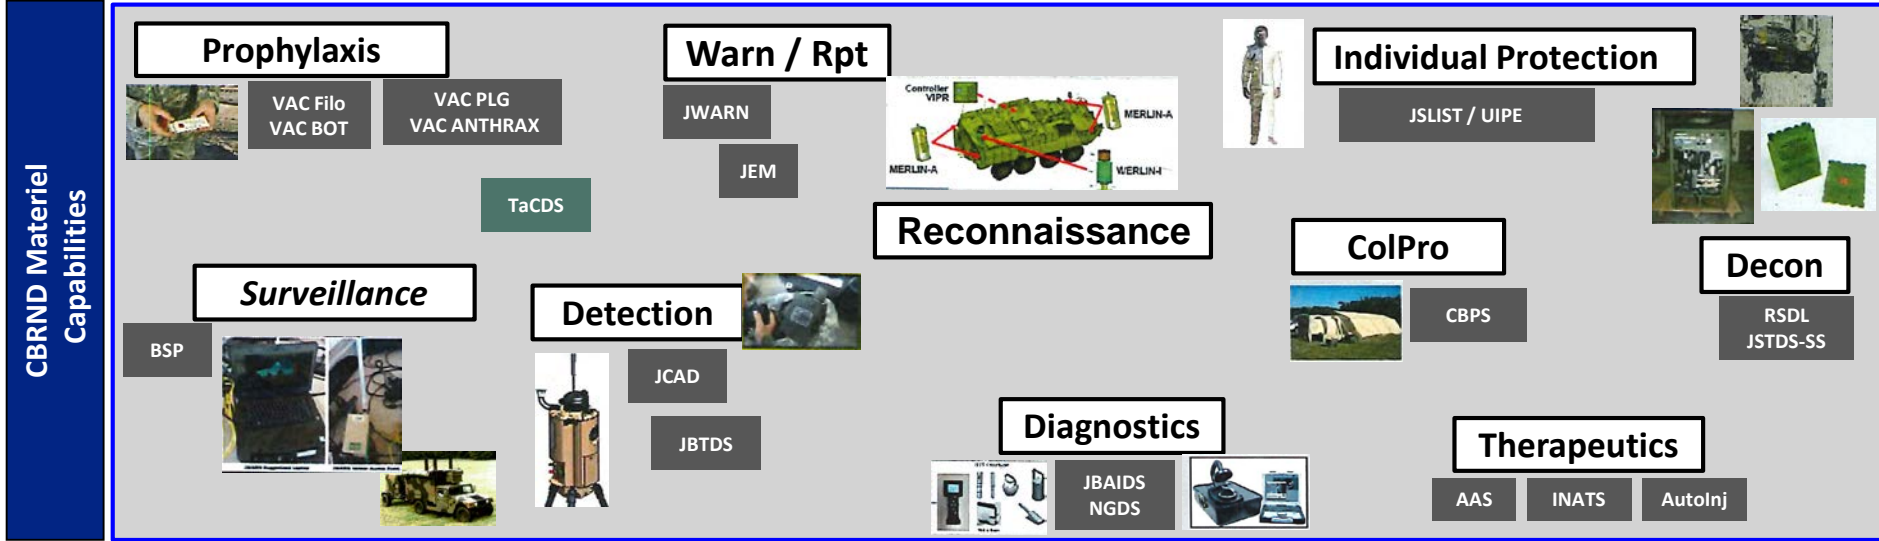 CBRND Materiel
Capabilities
Prophylaxis
VAC Filo
VAC BOT
VAC PLG
VAC ANTHRAX
TaCDS
Warn / Rpt
JWARN
JEM
Controller
VIPR
MERLIN-A
MERLIN-A
WERLIN-I
Reconnaissance
Individual Protection
JSLIST / UIPE
ColPro
CBPS
Decon
RSDL
JSTDS-SS
Surveillance
BSP
Detection
JCAD
JBTDS
Diagnostics
JBAIDS
NGDS
Therapeutics
AAS
INATS
AutoInj